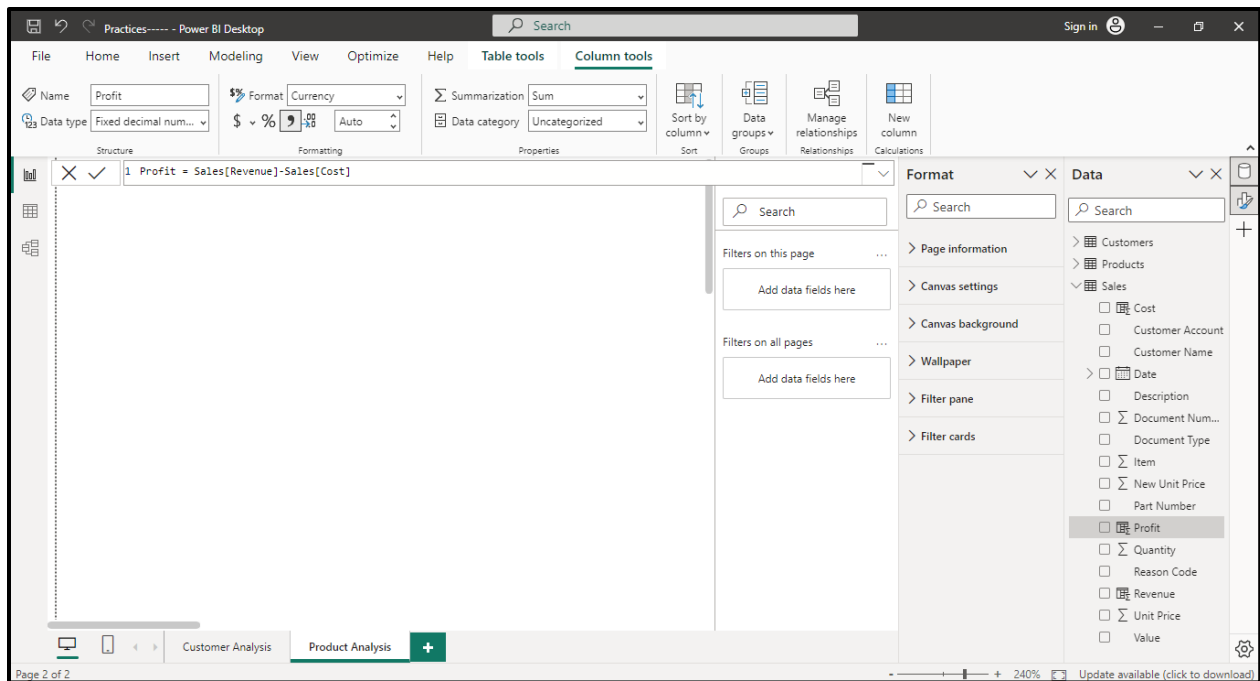 Practices----- - Power BI Desktop
Search
Sign in
File Home Insert Modeling View Optimize Help Table tools Column tools
Name Profit
$% Format Currency
Σ Summarization Sum
Data type Fixed decimal num...
$ % 9 .00 Auto
Data category Uncategorized
Sort by column
Data groups
Manage relationships
New column
Structure Formatting Properties Sort Groups Relationships Calculations
1 Profit = Sales[Revenue]-Sales[Cost]
Search
Filters on this page ...
Add data fields here
Filters on all pages ...
Add data fields here
Format
Search
Page information
Canvas settings
Canvas background
Wallpaper
Filter pane
Filter cards
Data
Search
Customers
Products
Sales
Cost
Customer Account
Customer Name
Date
Description
Σ Document Num...
Document Type
Σ Item
Σ New Unit Price
Part Number
Profit
Σ Quantity
Reason Code
Revenue
Σ Unit Price
Value
Customer Analysis Product Analysis +
Page 2 of 2
- + 240% Update available (click to download)